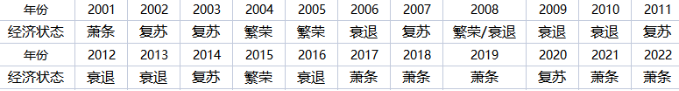 年份 2001 2002 2003 2004 2005 2006 2007 2008 2009 2010 2011
经济状态 萧条 复苏 复苏 繁荣 繁荣 衰退 复苏 繁荣/衰退 衰退 衰退 复苏
年份 2012 2013 2014 2015 2016 2017 2018 2019 2020 2021 2022
经济状态 衰退 衰退 复苏 繁荣 衰退 萧条 萧条 萧条 复苏 萧条 萧条